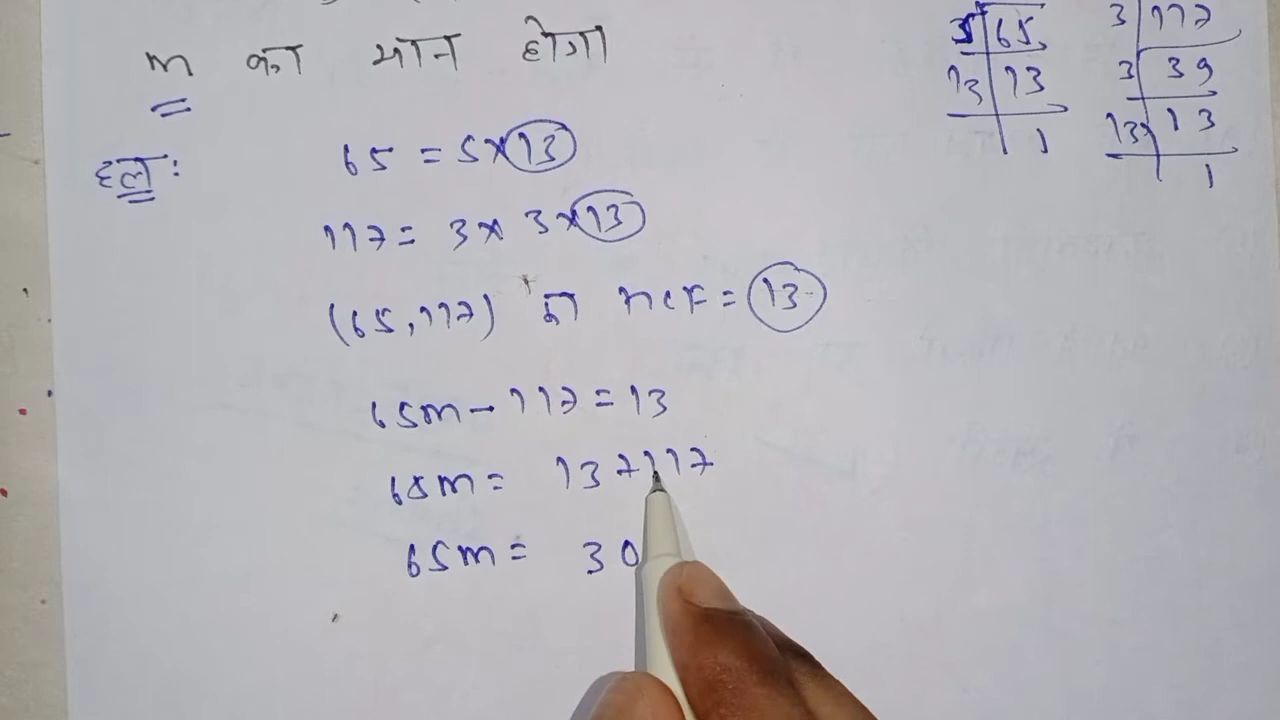 m का मान होगा
हल:
65 = 5×13
117 = 3× 3×13
(65,117) का HCF = 13
65m - 117 = 13
65m = 13+117
65m = 30
5 65
13 13
1
3 117
3 39
13 13
1